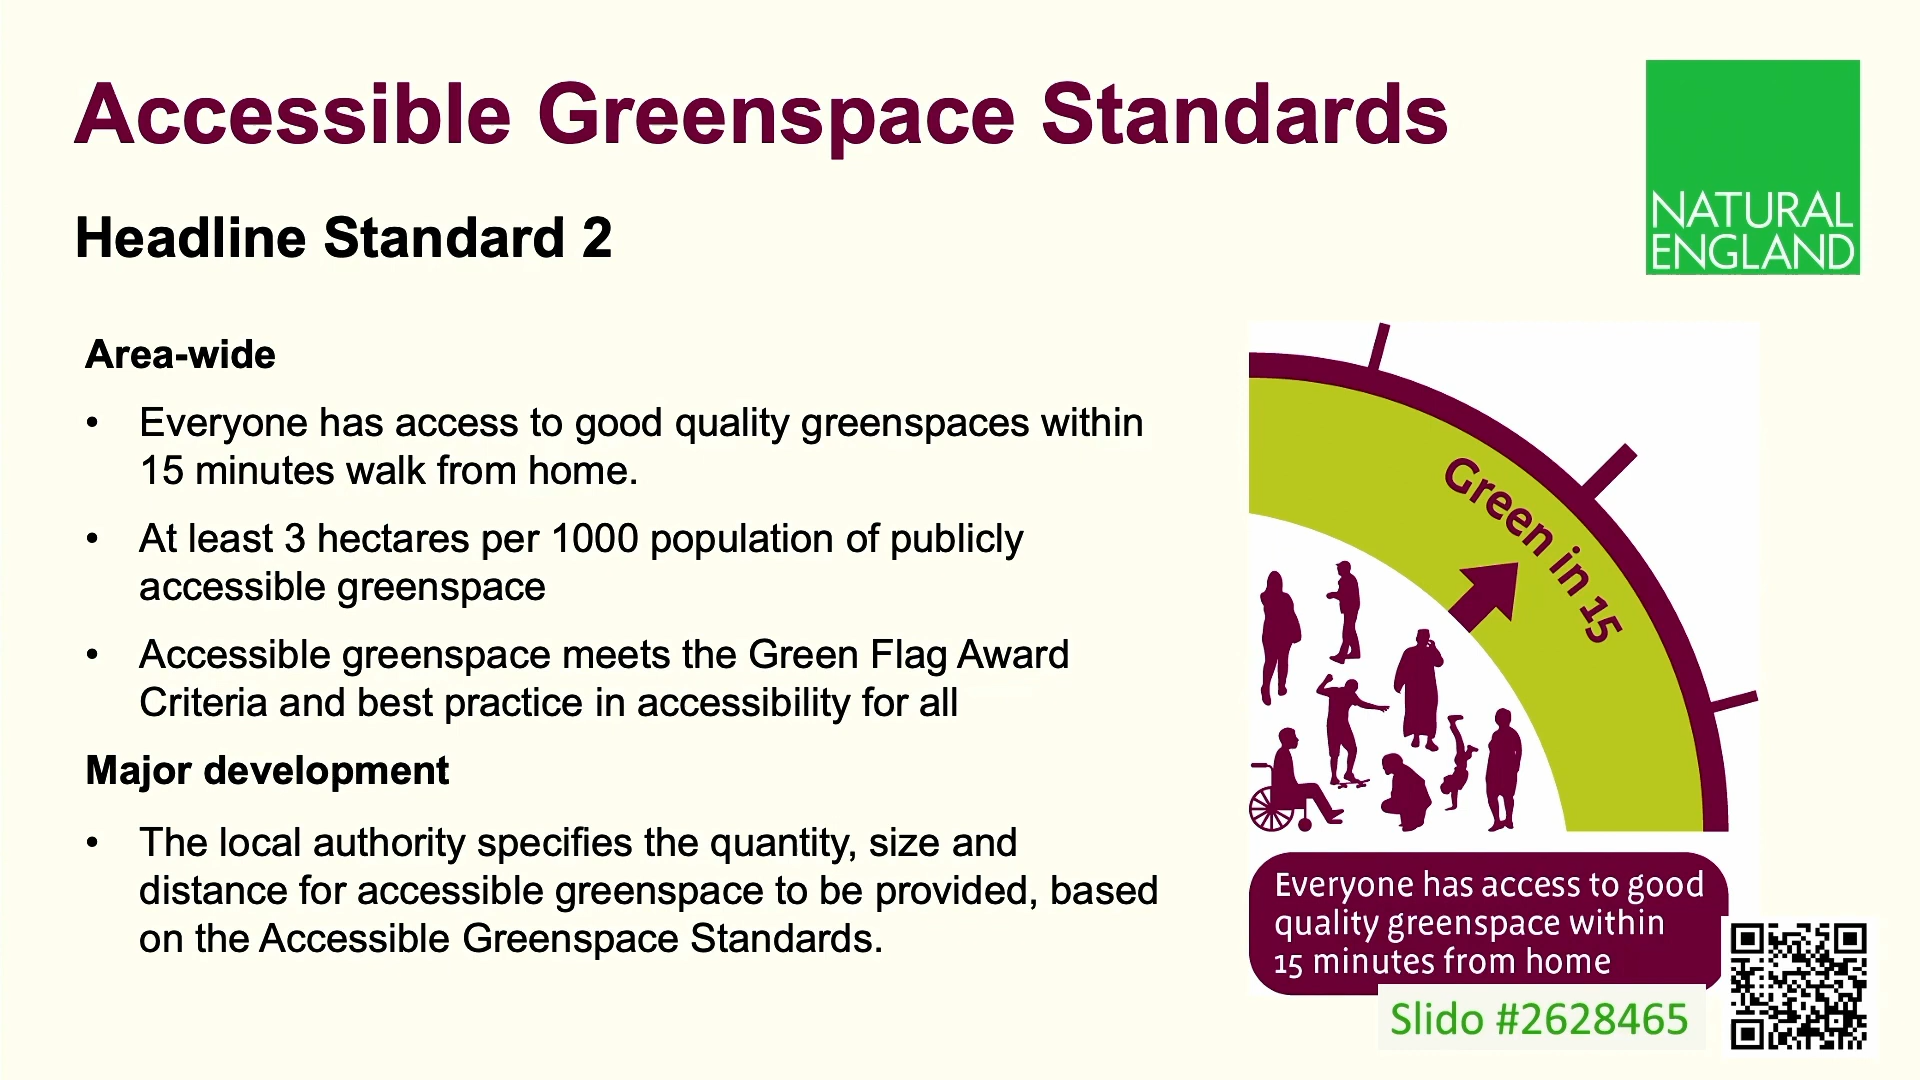 Accessible Greenspace Standards
NATURAL
ENGLAND
Headline Standard 2
Area-wide
• Everyone has access to good quality greenspaces within
15 minutes walk from home.
• At least 3 hectares per 1000 population of publicly
accessible greenspace
• Accessible greenspace meets the Green Flag Award
Criteria and best practice in accessibility for all
Major development
• The local authority specifies the quantity, size and
distance for accessible greenspace to be provided, based
on the Accessible Greenspace Standards.
Green in 15
Everyone has access to good
quality greenspace within
15 minutes from home
Slido #2628465